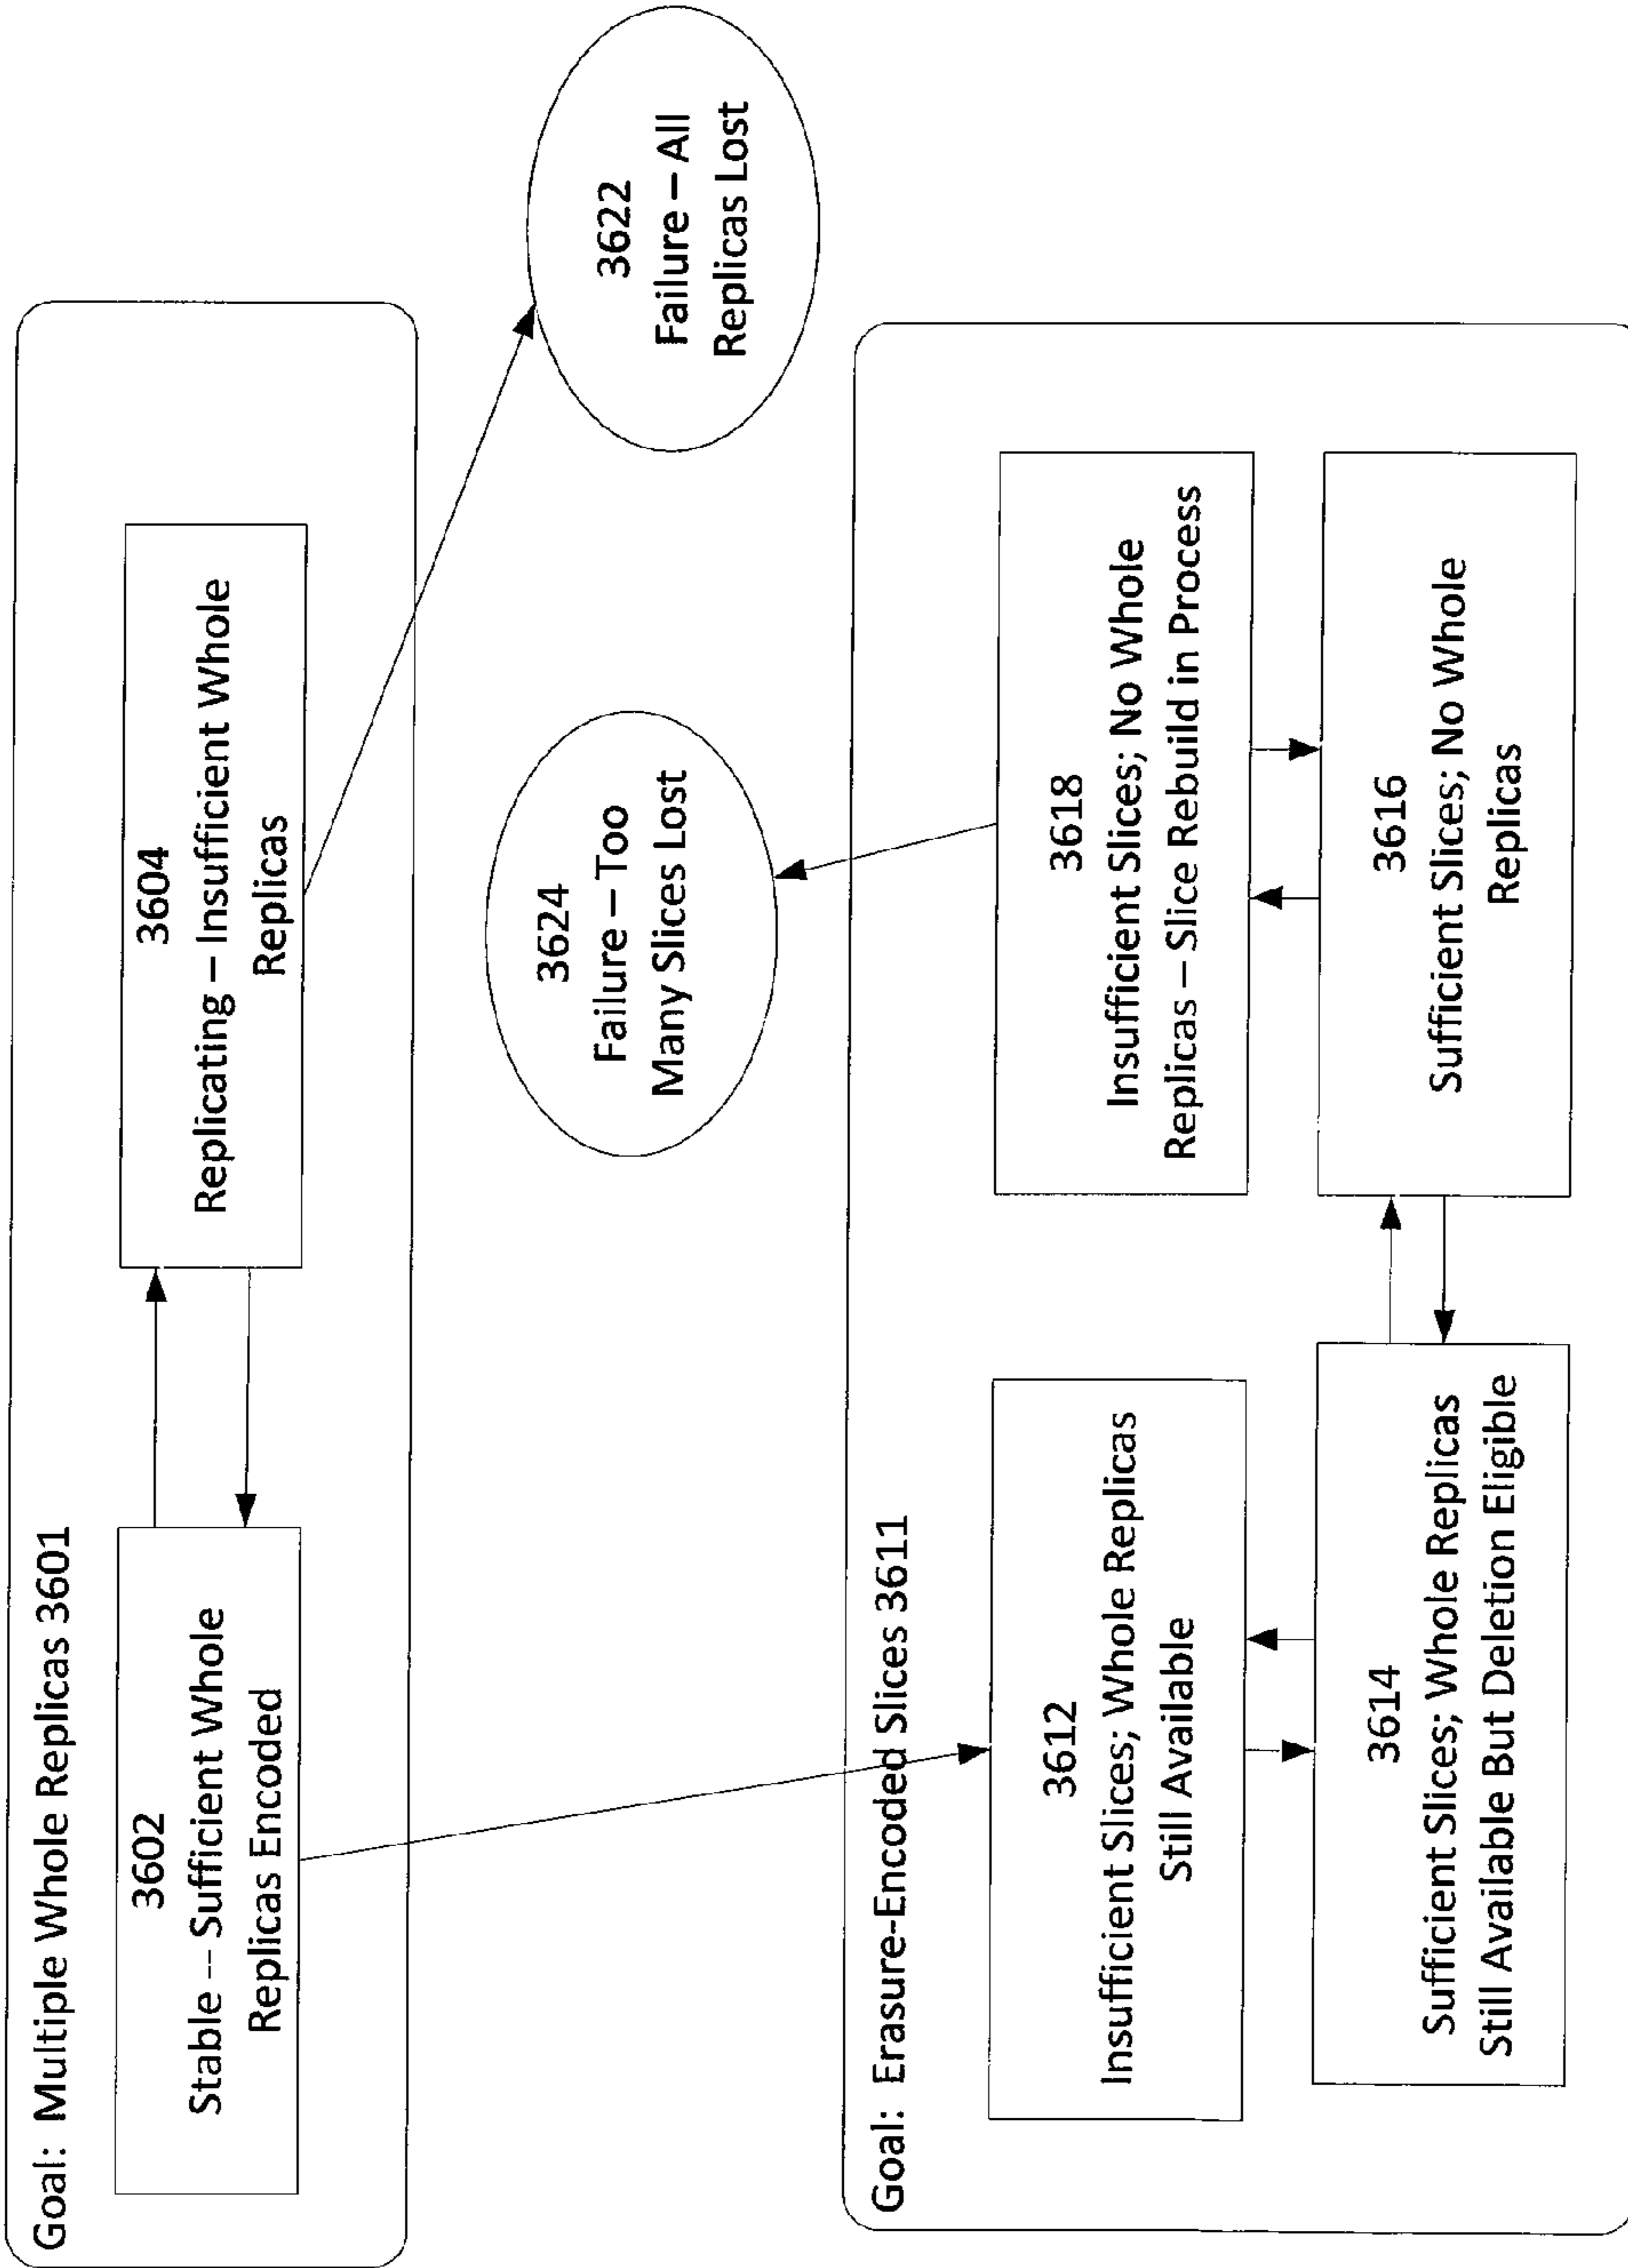 Goal: Multiple Whole Replicas 3601
3602
Stable -- Sufficient Whole
Replicas Encoded
3604
Replicating – Insufficient Whole
Replicas
3622
Failure – All
Replicas Lost
3624
Failure – Too
Many Slices Lost
Goal: Erasure-Encoded Slices 3611
3612
Insufficient Slices; Whole Replicas
Still Available
3618
Insufficient Slices; No Whole
Replicas – Slice Rebuild in Process
3614
Sufficient Slices; Whole Replicas
Still Available But Deletion Eligible
3616
Sufficient Slices; No Whole
Replicas